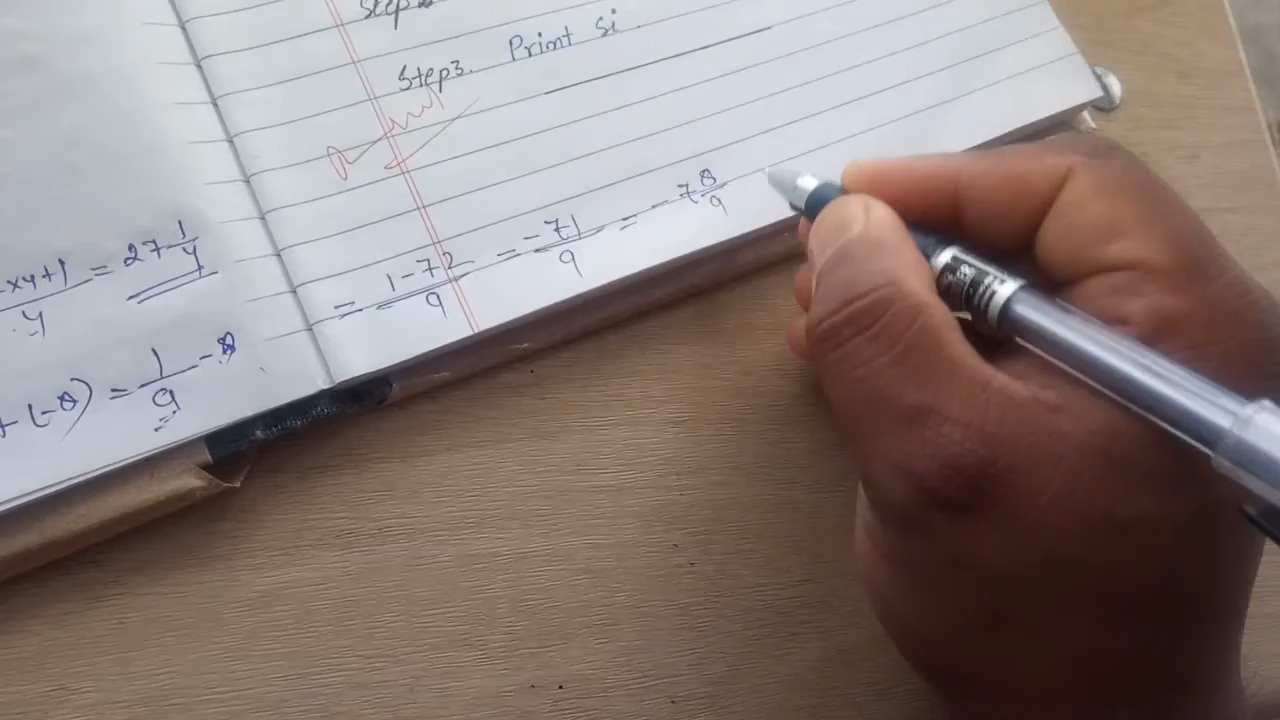 Step3. Print Si.
xy+1/y = 27 1/4
+ (-8) = 1/9 - 8
= 1-72/9 = -71/9 = -7 8/9